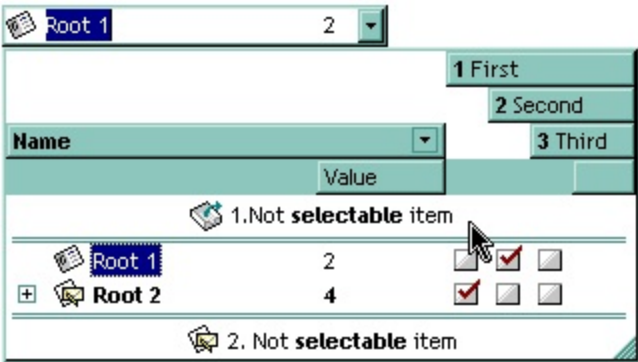 Root 1 2
1 First
2 Second
Name 3 Third
Value
1.Not selectable item
Root 1 2
Root 2 4
2. Not selectable item